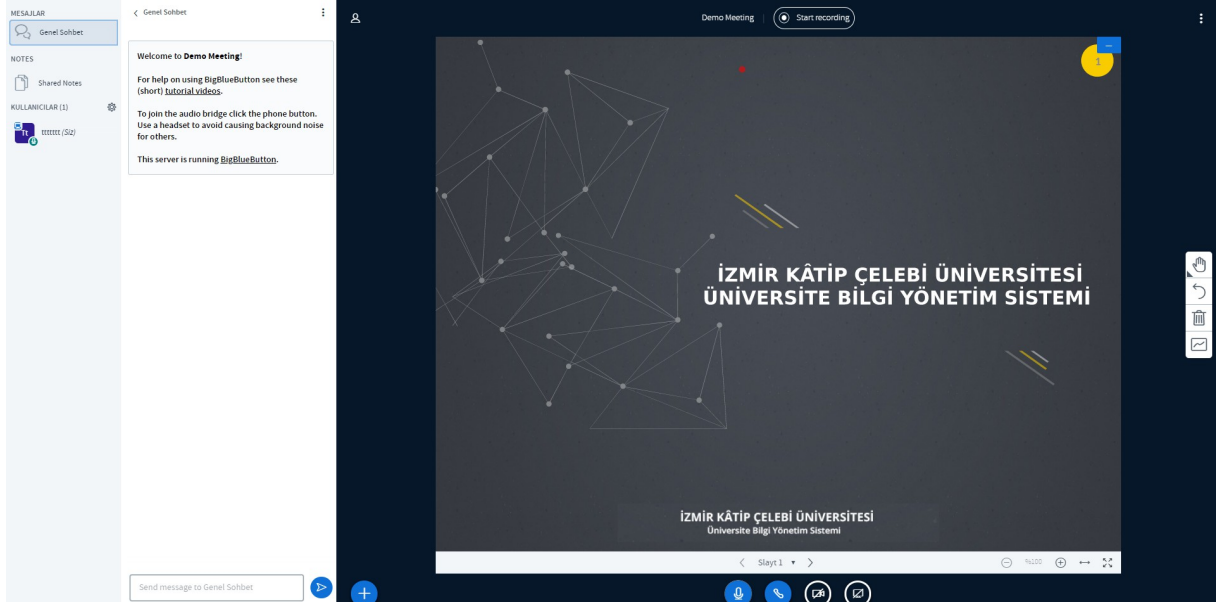 MESAJLAR
Genel Sohbet
NOTES
Shared Notes
KULLANICILAR (1)
Tt
ttttttt (Siz)
Genel Sohbet
Welcome to Demo Meeting!
For help on using BigBlueButton see these
(short) tutorial videos.
To join the audio bridge click the phone button.
Use a headset to avoid causing background noise
for others.
This server is running BigBlueButton.
Send message to Genel Sohbet
Demo Meeting
Start recording
1
İZMİR KÂTİP ÇELEBİ ÜNİVERSİTESİ
ÜNİVERSİTE BİLGİ YÖNETİM SİSTEMİ
İZMİR KÂTİP ÇELEBİ ÜNİVERSİTESİ
Üniversite Bilgi Yönetim Sistemi
Slayt 1
%100